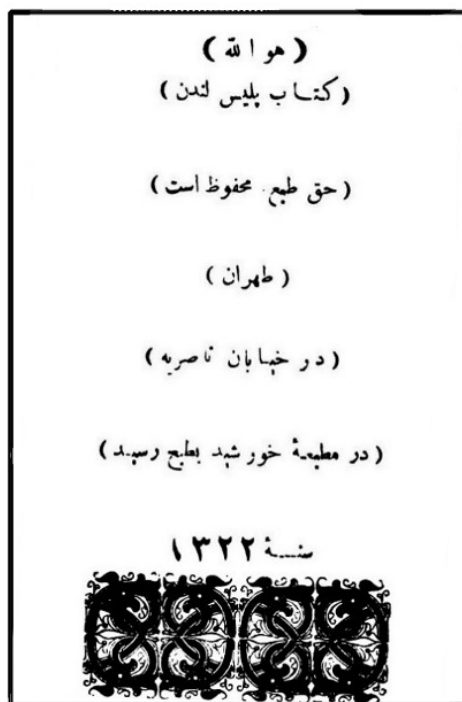 (هو الله)
(کتاب پلیس لندن)
(حق طبع محفوظ است)
(طهران)
(در خیابان ناصریه)
(در مطبعهٔ خورشید بطبع رسید)
سنهٔ ۱۳۲۲